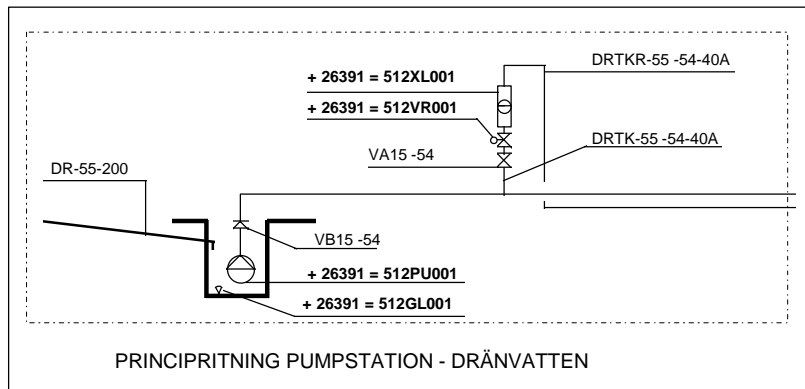 DRTKR-55 -54-40A
+ 26391 = 512XL001
+ 26391 = 512VR001
DRTK-55 -54-40A
VA15 -54
DR-55-200
VB15 -54
+ 26391 = 512PU001
+ 26391 = 512GL001
PRINCIPRITNING PUMPSTATION - DRÄNVATTEN